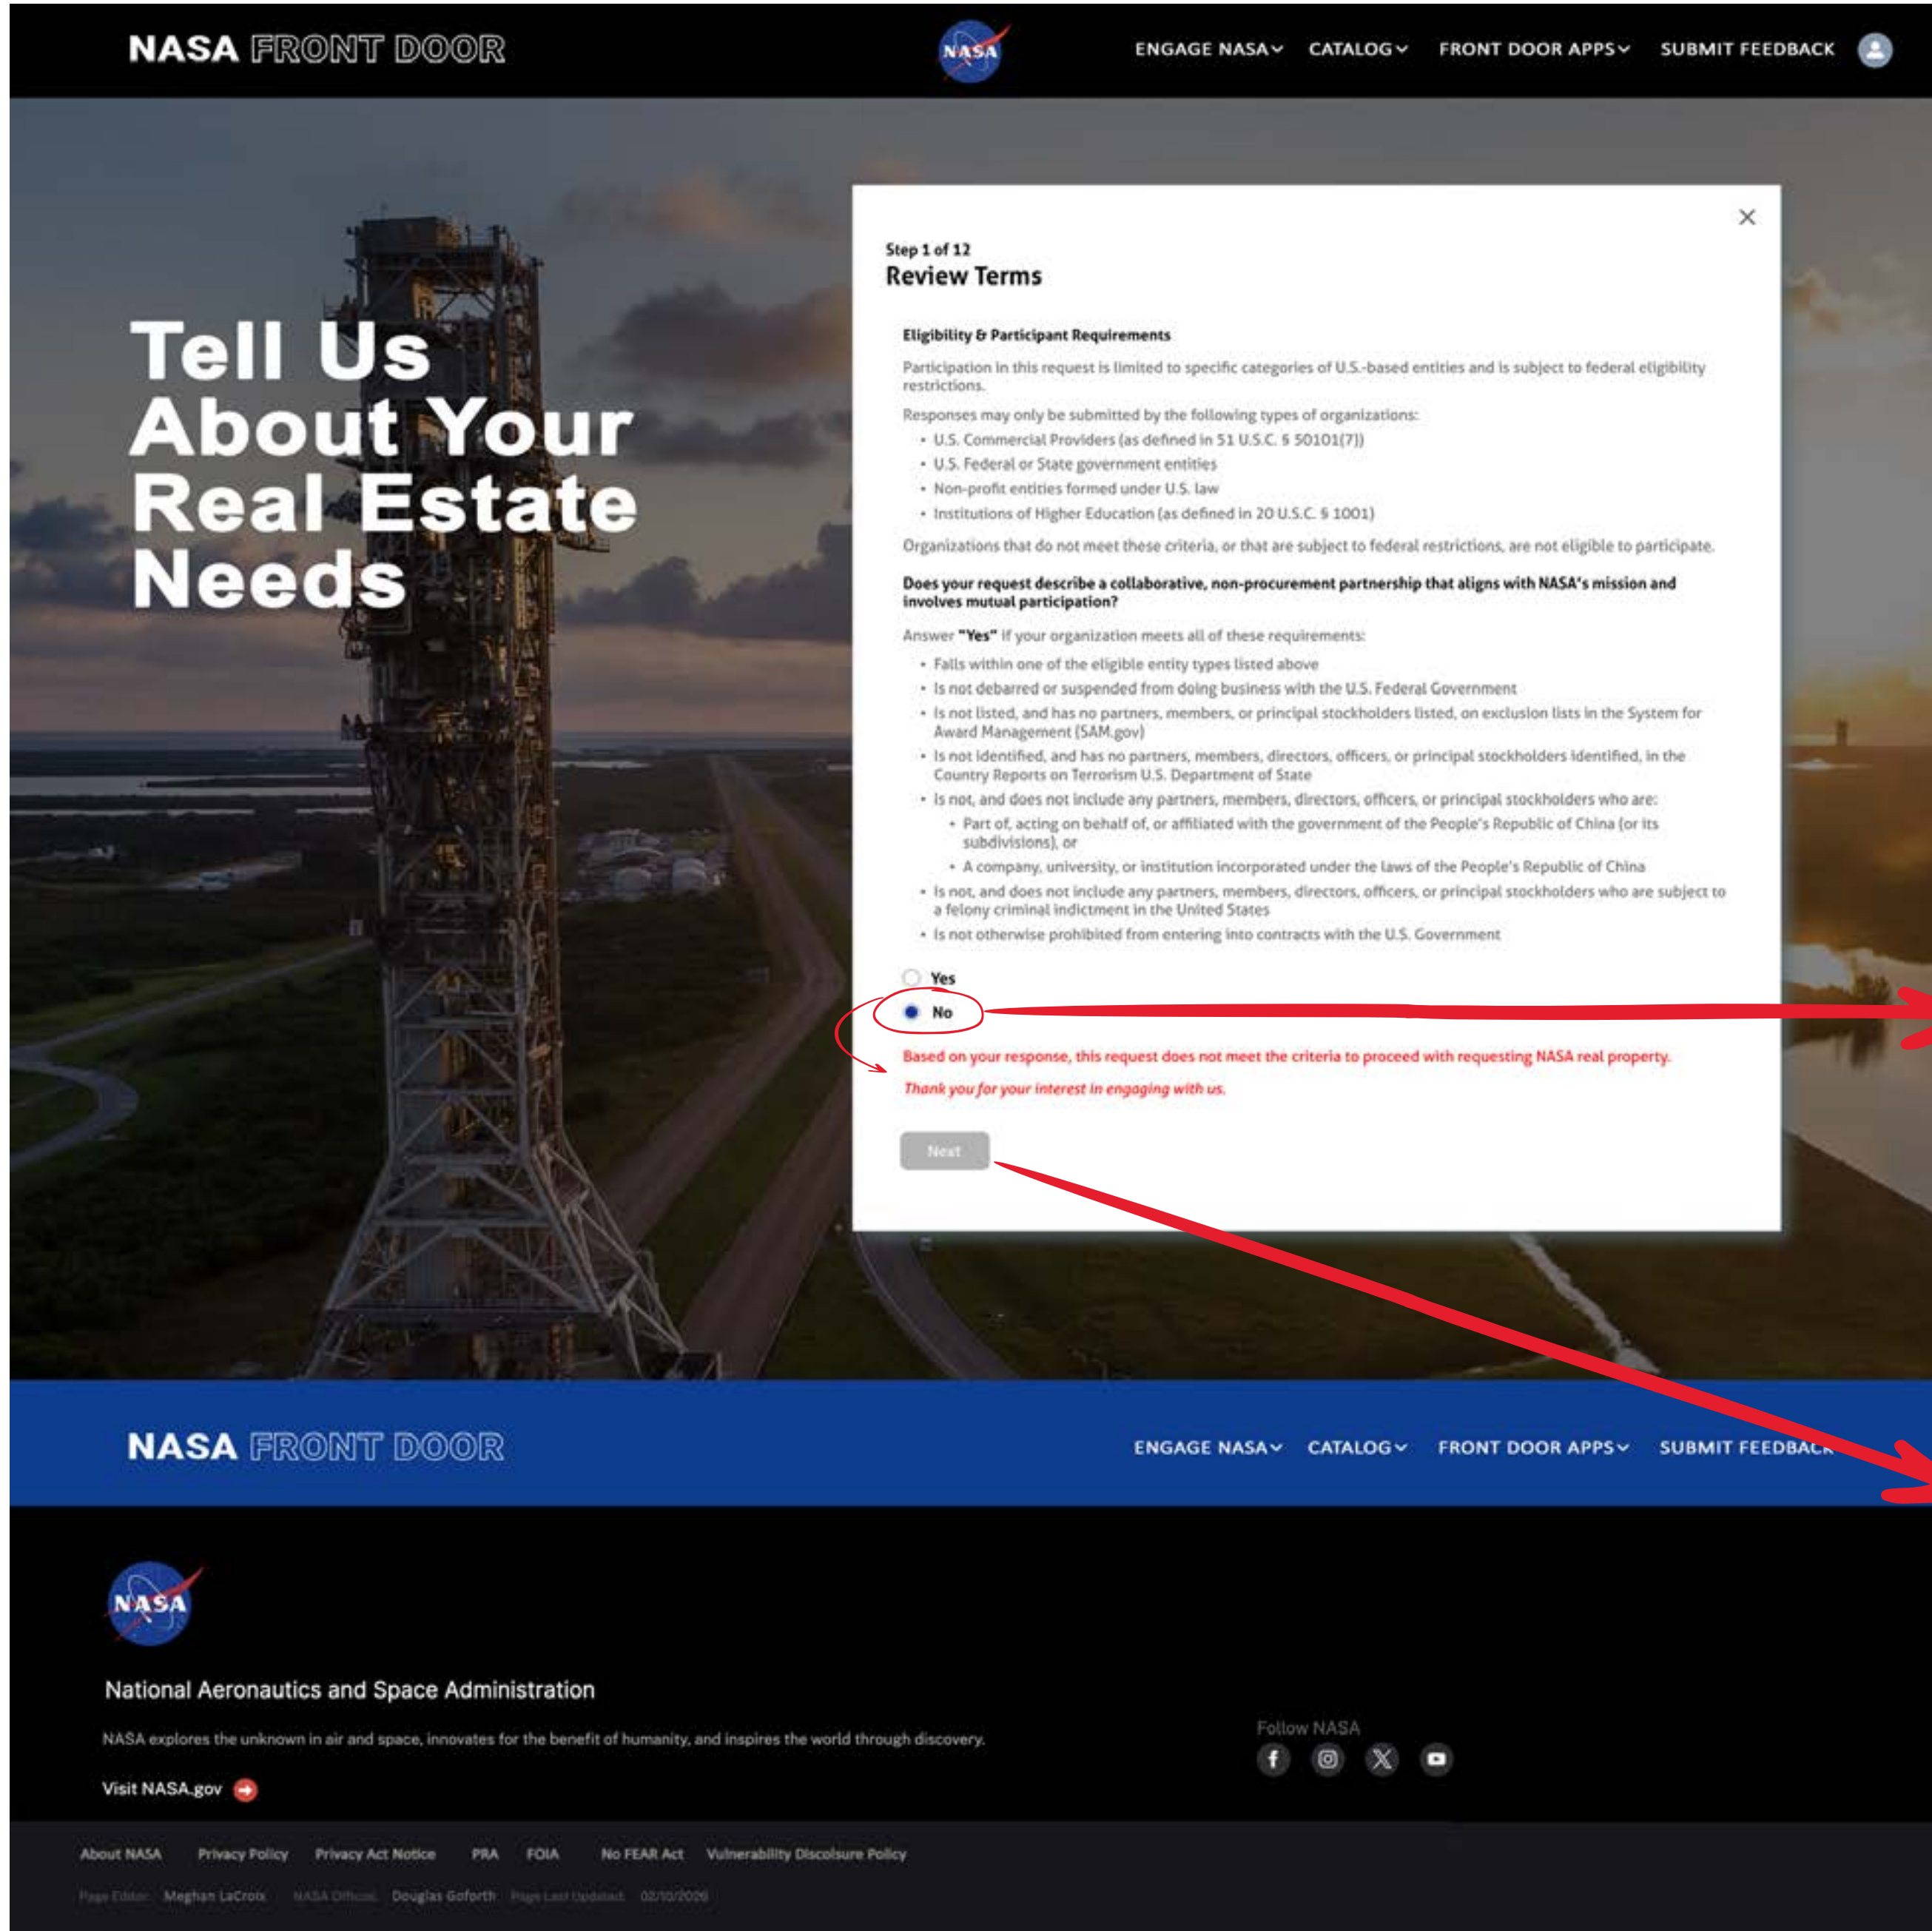 NASA FRONT DOOR
NASA
ENGAGE NASA
CATALOG
FRONT DOOR APPS
SUBMIT FEEDBACK
Tell Us
About Your
Real Estate
Needs
Step 1 of 12
Review Terms
Eligibility & Participant Requirements
Participation in this request is limited to specific categories of U.S.-based entities and is subject to federal eligibility
restrictions.
Responses may only be submitted by the following types of organizations:
• U.S. Commercial Providers (as defined in 51 U.S.C. § 50101(7))
• U.S. Federal or State government entities
• Non-profit entities formed under U.S. law
• Institutions of Higher Education (as defined in 20 U.S.C. § 1001)
Organizations that do not meet these criteria, or that are subject to federal restrictions, are not eligible to participate.
Does your request describe a collaborative, non-procurement partnership that aligns with NASA's mission and
involves mutual participation?
Answer "Yes" if your organization meets all of these requirements:
• Falls within one of the eligible entity types listed above
• Is not debarred or suspended from doing business with the U.S. Federal Government
• Is not listed, and has no partners, members, or principal stockholders listed, on exclusion lists in the System for
Award Management (SAM.gov)
• Is not identified, and has no partners, members, directors, officers, or principal stockholders identified, in the
Country Reports on Terrorism U.S. Department of State
• Is not, and does not include any partners, members, directors, officers, or principal stockholders who are:
• Part of, acting on behalf of, or affiliated with the government of the People's Republic of China (or its
subdivisions), or
• A company, university, or institution incorporated under the laws of the People's Republic of China
• Is not, and does not include any partners, members, directors, officers, or principal stockholders who are subject to
a felony criminal indictment in the United States
• Is not otherwise prohibited from entering into contracts with the U.S. Government
Yes
No
Based on your response, this request does not meet the criteria to proceed with requesting NASA real property.
Thank you for your interest in engaging with us.
Next
NASA FRONT DOOR
ENGAGE NASA
CATALOG
FRONT DOOR APPS
SUBMIT FEEDBACK
NASA
National Aeronautics and Space Administration
NASA explores the unknown in air and space, innovates for the benefit of humanity, and inspires the world through discovery.
Visit NASA.gov
Follow NASA
About NASA Privacy Policy Privacy Act Notice PRA FOIA No FEAR Act Vulnerability Discolsure Policy
Page Editor: Meghan LaCroix NASA Official: Douglas Goforth Page Last Updated: 02/10/2026